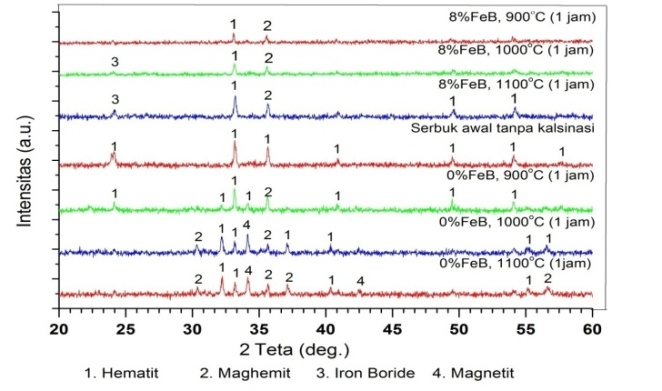 8%FeB, 900°C (1 jam)
1 2
8%FeB, 1000°C (1 jam)
3 1 2
8%FeB, 1100°C (1 jam)
3 1 2 1 1
Serbuk awal tanpa kalsinasi
1 1 1 1 1 1 1
0%FeB, 900°C (1 jam)
1 1 1 1 2 1 1 1
0%FeB, 1000°C (1 jam)
2 1 1 4 2 1 1 1 1
0%FeB, 1100°C (1jam)
2 1 1 4 2 2 1 4 1 2
Intensitas (a.u.)
20 25 30 35 40 45 50 55 60
2 Teta (deg.)
1. Hematit 2. Maghemit 3. Iron Boride 4. Magnetit